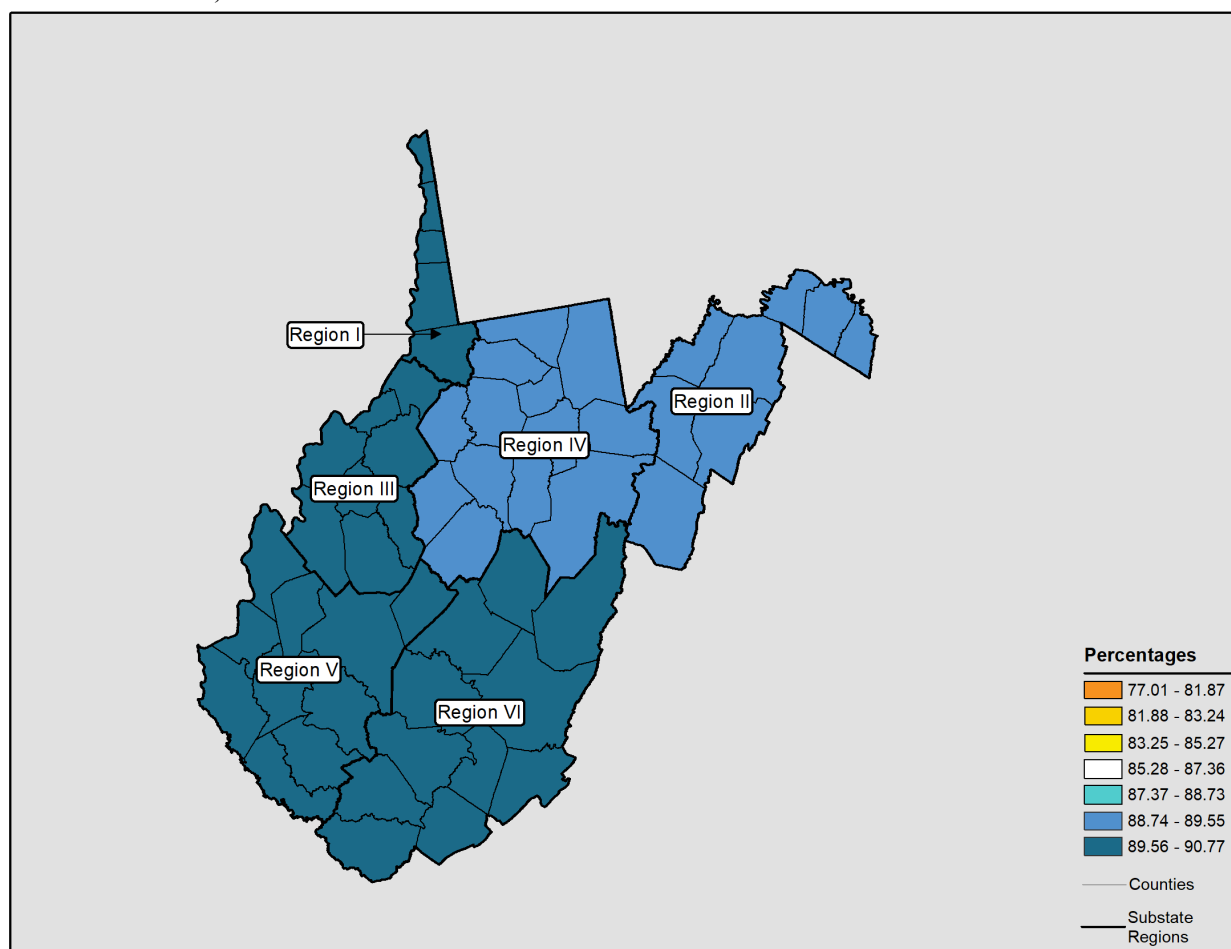 Region I
Region II
Region IV
Region III
Region V
Region VI
Percentages
77.01 - 81.87
81.88 - 83.24
83.25 - 85.27
85.28 - 87.36
87.37 - 88.73
88.74 - 89.55
89.56 - 90.77
Counties
Substate
Regions